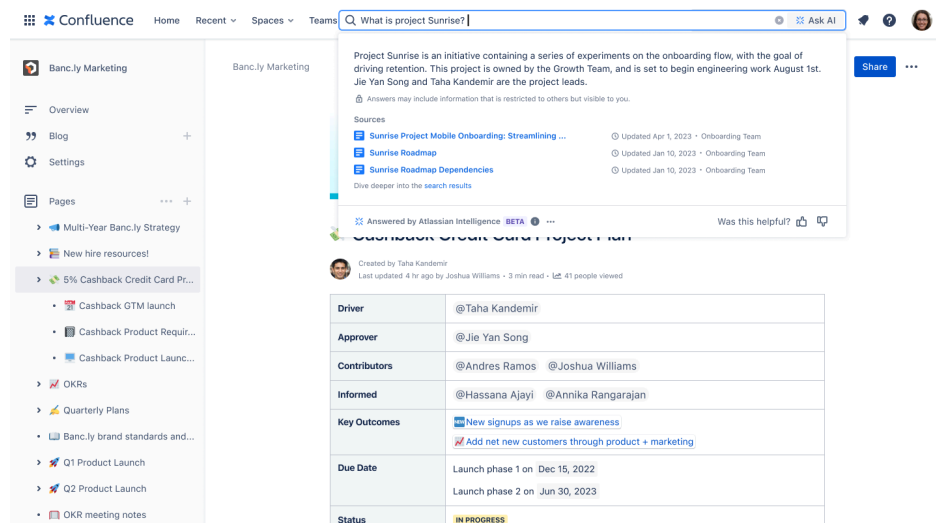 Confluence
Home
Recent
Spaces
Teams
What is project Sunrise?
Ask AI
Project Sunrise is an initiative containing a series of experiments on the onboarding flow, with the goal of
driving retention. This project is owned by the Growth Team, and is set to begin engineering work August 1st.
Jie Yan Song and Taha Kandemir are the project leads.
Answers may include information that is restricted to others but visible to you.
Sources
Sunrise Project Mobile Onboarding: Streamlining ...
Updated Apr 1, 2023 • Onboarding Team
Sunrise Roadmap
Updated Jan 10, 2023 • Onboarding Team
Sunrise Roadmap Dependencies
Updated Jan 10, 2023 • Onboarding Team
Dive deeper into the search results
Answered by Atlassian Intelligence BETA
Was this helpful?
Share
Banc.ly Marketing
Overview
Blog
Settings
Pages
Multi-Year Banc.ly Strategy
New hire resources!
5% Cashback Credit Card Pr...
Cashback GTM launch
Cashback Product Requir...
Cashback Product Launc...
OKRs
Quarterly Plans
Banc.ly brand standards and...
Q1 Product Launch
Q2 Product Launch
OKR meeting notes
Banc.ly Marketing
Cashback Credit Card Project Plan
Created by Taha Kandemir
Last updated 4 hr ago by Joshua Williams • 3 min read • 41 people viewed
Driver
@Taha Kandemir
Approver
@Jie Yan Song
Contributors
@Andres Ramos @Joshua Williams
Informed
@Hassana Ajayi @Annika Rangarajan
Key Outcomes
NEW New signups as we raise awareness
Add net new customers through product + marketing
Due Date
Launch phase 1 on Dec 15, 2022
Launch phase 2 on Jun 30, 2023
Status
IN PROGRESS